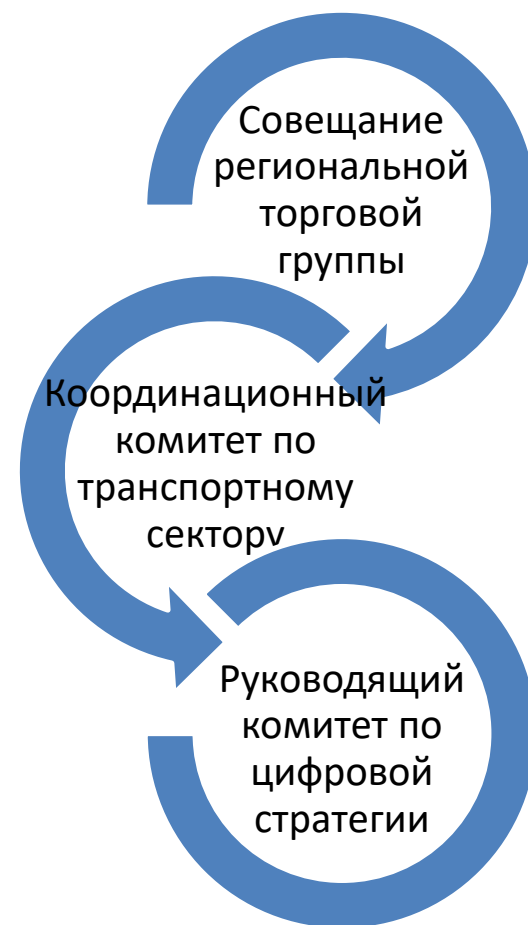 Совещание
региональной
торговой
группы
Координационный
комитет по
транспортному
сектору
Руководящий
комитет по
цифровой
стратегии